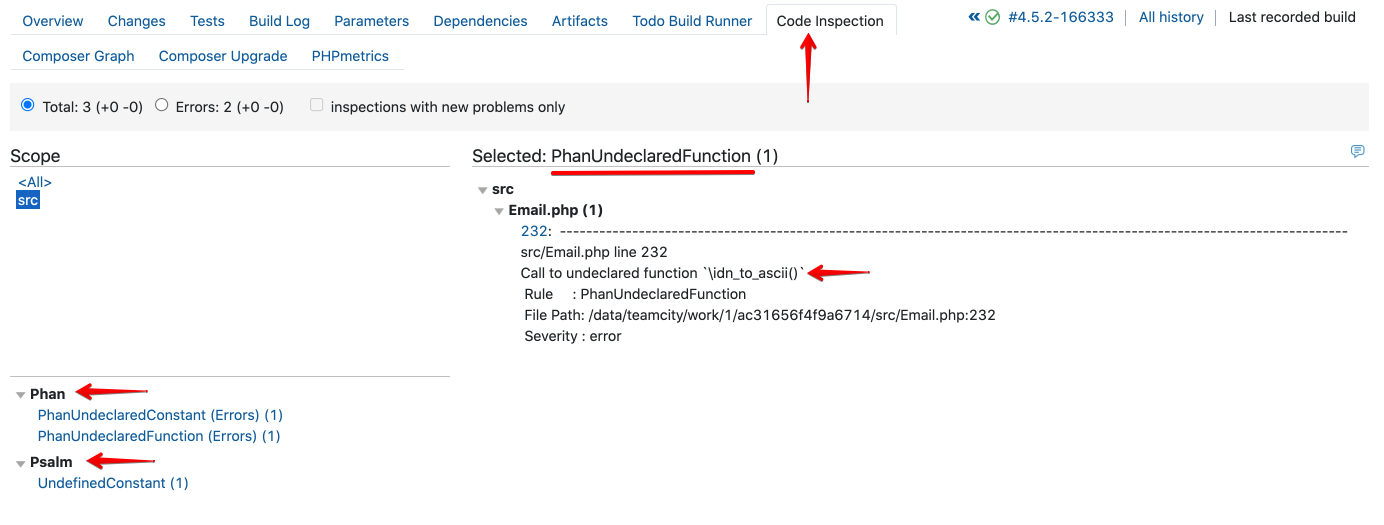 Overview Changes Tests Build Log Parameters Dependencies Artifacts Todo Build Runner Code Inspection « #4.5.2-166333 | All history | Last recorded build
Composer Graph Composer Upgrade PHPmetrics
Total: 3 (+0 -0) Errors: 2 (+0 -0) inspections with new problems only
Scope
<All>
src
Selected: PhanUndeclaredFunction (1)
src
Email.php (1)
232: ------------------------------------------------------------------------------------------------------------------------
src/Email.php line 232
Call to undeclared function `\idn_to_ascii()`
Rule : PhanUndeclaredFunction
File Path: /data/teamcity/work/1/ac31656f4f9a6714/src/Email.php:232
Severity : error
Phan
PhanUndeclaredConstant (Errors) (1)
PhanUndeclaredFunction (Errors) (1)
Psalm
UndefinedConstant (1)